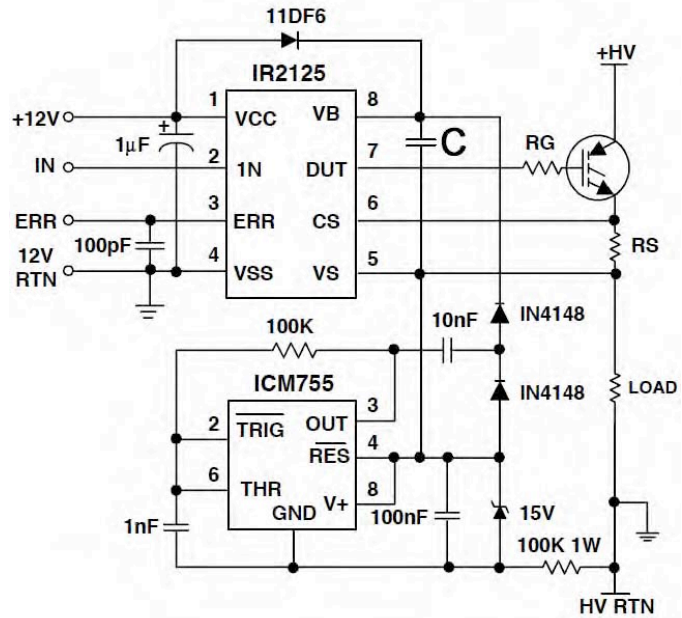 11DF6
IR2125
+HV
+12V
1
VCC
VB
8
+
1µF
C
RG
IN
2
1N
DUT
7
ERR
3
ERR
CS
6
100pF
RS
12V
RTN
4
VSS
VS
5
100K
10nF
IN4148
ICM755
IN4148
LOAD
OUT
3
2
TRIG
RES
4
6
THR
V+
8
GND
100nF
15V
1nF
100K 1W
HV RTN